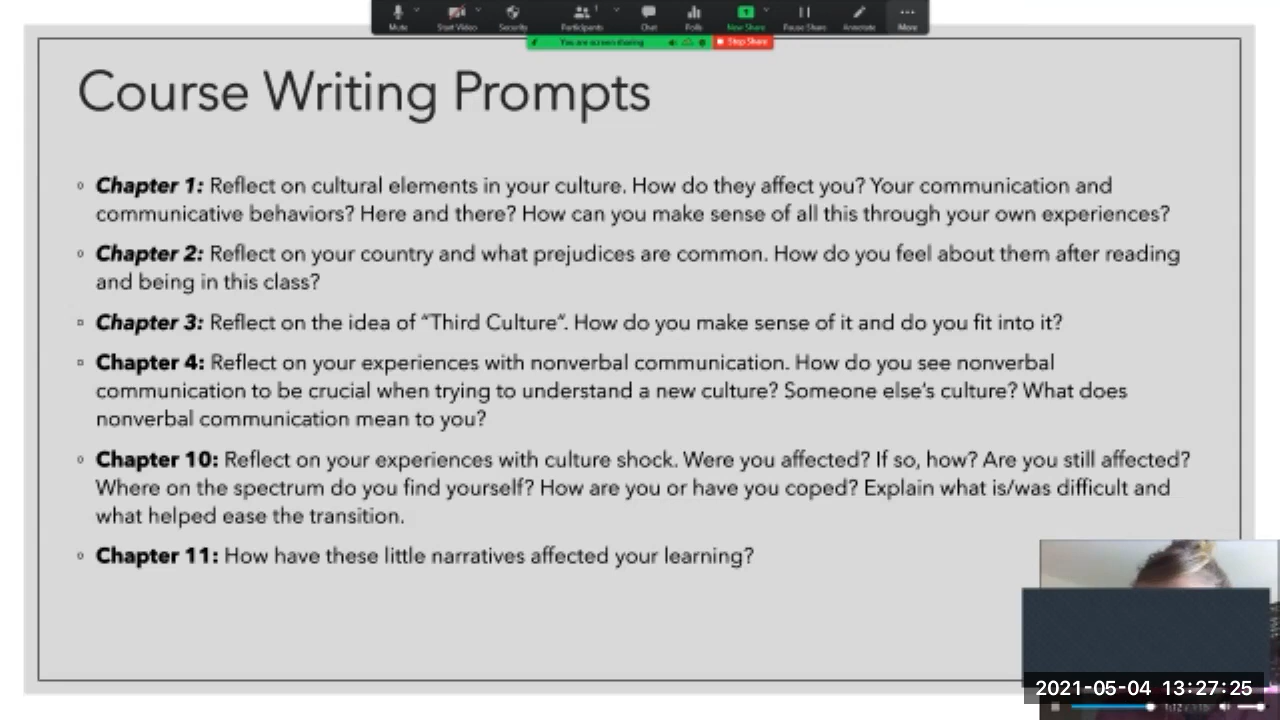 Mute
Start Video
Security
Participants
1
Chat
Polls
New Share
Pause Share
Annotate
More
You are screen sharing
Stop Share
Course Writing Prompts
Chapter 1: Reflect on cultural elements in your culture. How do they affect you? Your communication and
communicative behaviors? Here and there? How can you make sense of all this through your own experiences?
Chapter 2: Reflect on your country and what prejudices are common. How do you feel about them after reading
and being in this class?
Chapter 3: Reflect on the idea of “Third Culture”. How do you make sense of it and do you fit into it?
Chapter 4: Reflect on your experiences with nonverbal communication. How do you see nonverbal
communication to be crucial when trying to understand a new culture? Someone else’s culture? What does
nonverbal communication mean to you?
Chapter 10: Reflect on your experiences with culture shock. Were you affected? If so, how? Are you still affected?
Where on the spectrum do you find yourself? How are you or have you coped? Explain what is/was difficult and
what helped ease the transition.
Chapter 11: How have these little narratives affected your learning?
2021-05-04 13:27:25